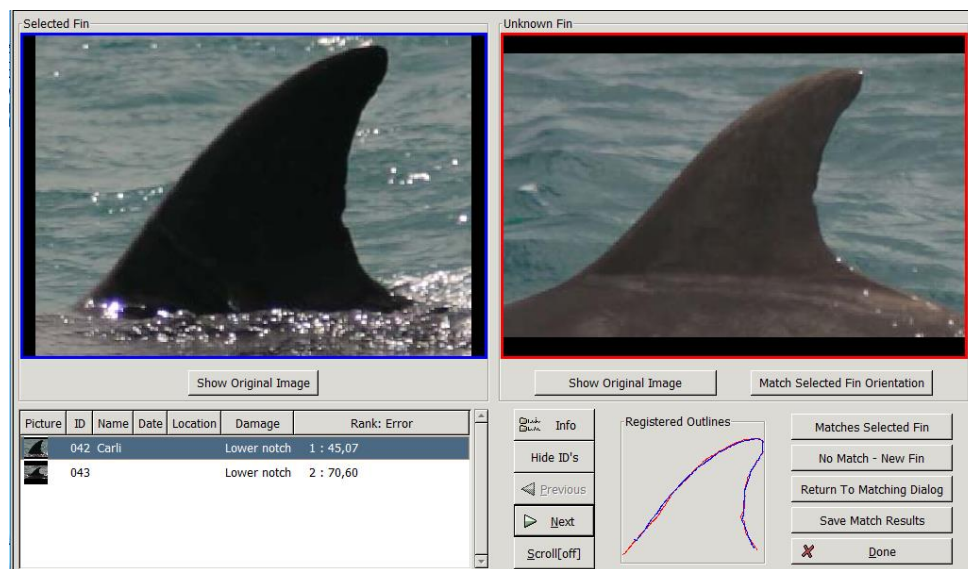 Selected Fin
Unknown Fin
Show Original Image
Show Original Image
Match Selected Fin Orientation
Picture ID Name Date Location Damage Rank: Error
042 Carli Lower notch 1 : 45,07
043 Lower notch 2 : 70,60
Info
Hide ID's
Previous
Next
Scroll[off]
Registered Outlines
Matches Selected Fin
No Match - New Fin
Return To Matching Dialog
Save Match Results
Done